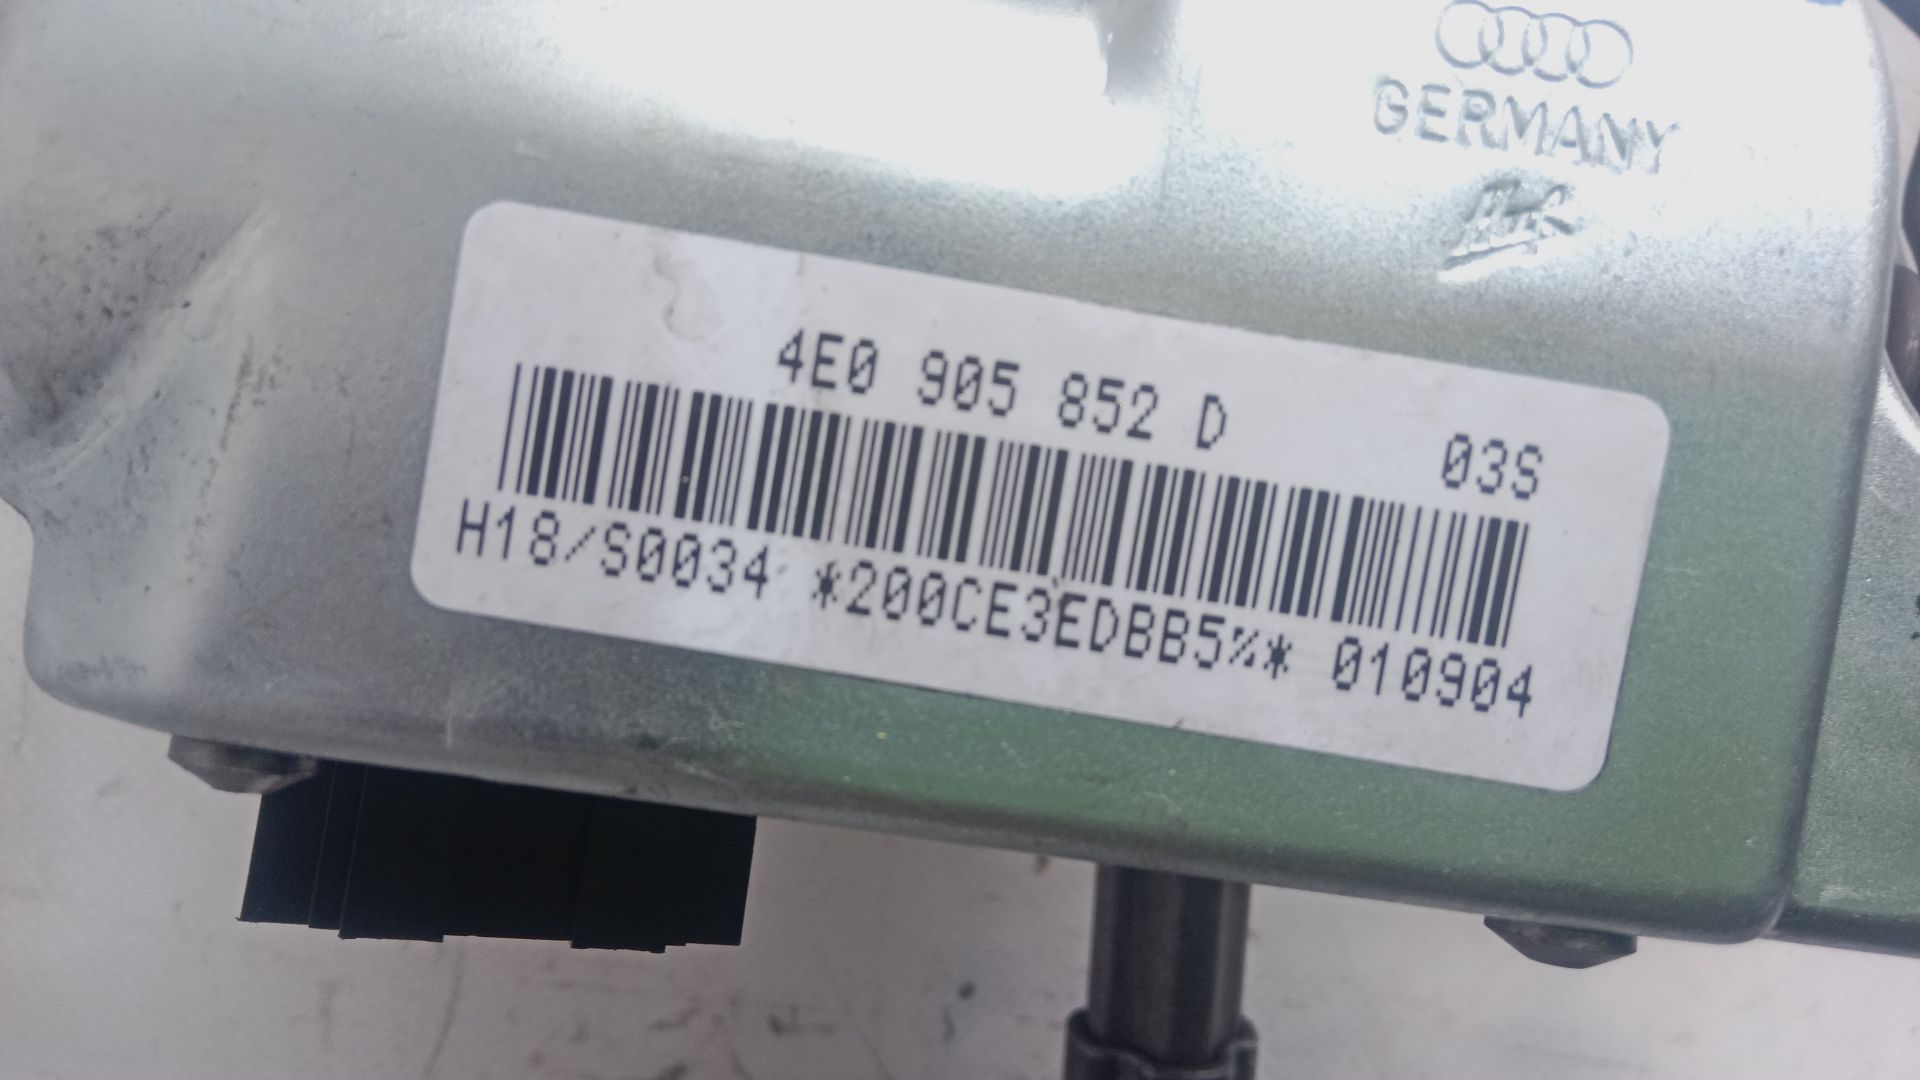 GERMANY
4E0 905 852 D 03S
H18/S0034 *200CE3EDBB5%* 010904